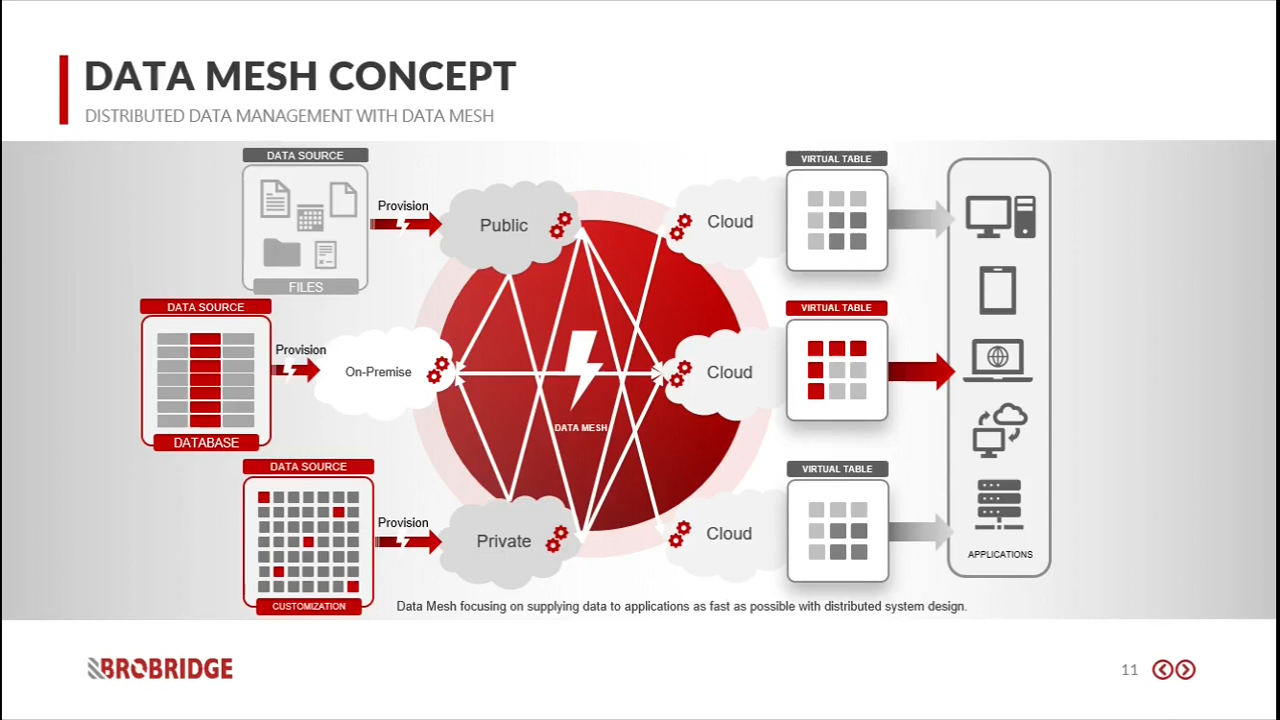 DATA MESH CONCEPT
DISTRIBUTED DATA MANAGEMENT WITH DATA MESH
DATA SOURCE
FILES
Provision
Public
Cloud
VIRTUAL TABLE
DATA SOURCE
DATABASE
Provision
On-Premise
DATA MESH
Cloud
VIRTUAL TABLE
DATA SOURCE
CUSTOMIZATION
Provision
Private
Cloud
VIRTUAL TABLE
APPLICATIONS
Data Mesh focusing on supplying data to applications as fast as possible with distributed system design.
BROBRIDGE
11